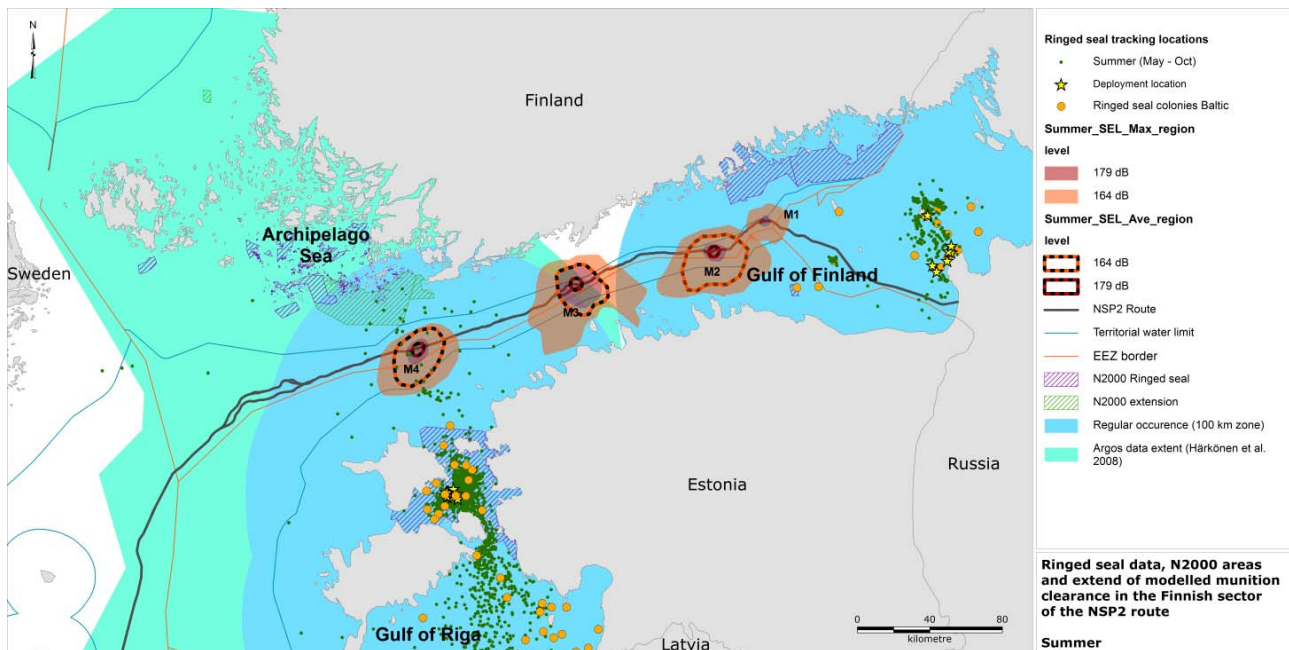 N
Finland
Archipelago
Sea
Sweden
M1
M2
Gulf of Finland
M3
M4
Estonia
Russia
Gulf of Riga
Latvia
0 20 40 80
kilometre
Ringed seal tracking locations
Summer (May - Oct)
Deployment location
Ringed seal colonies Baltic
Summer_SEL_Max_region
level
179 dB
164 dB
Summer_SEL_Ave_region
level
164 dB
179 dB
NSP2 Route
Territorial water limit
EEZ border
N2000 Ringed seal
N2000 extension
Regular occurence (100 km zone)
Argos data extent (Härkönen et al.
2008)
Ringed seal data, N2000 areas
and extend of modelled munition
clearance in the Finnish sector
of the NSP2 route
Summer